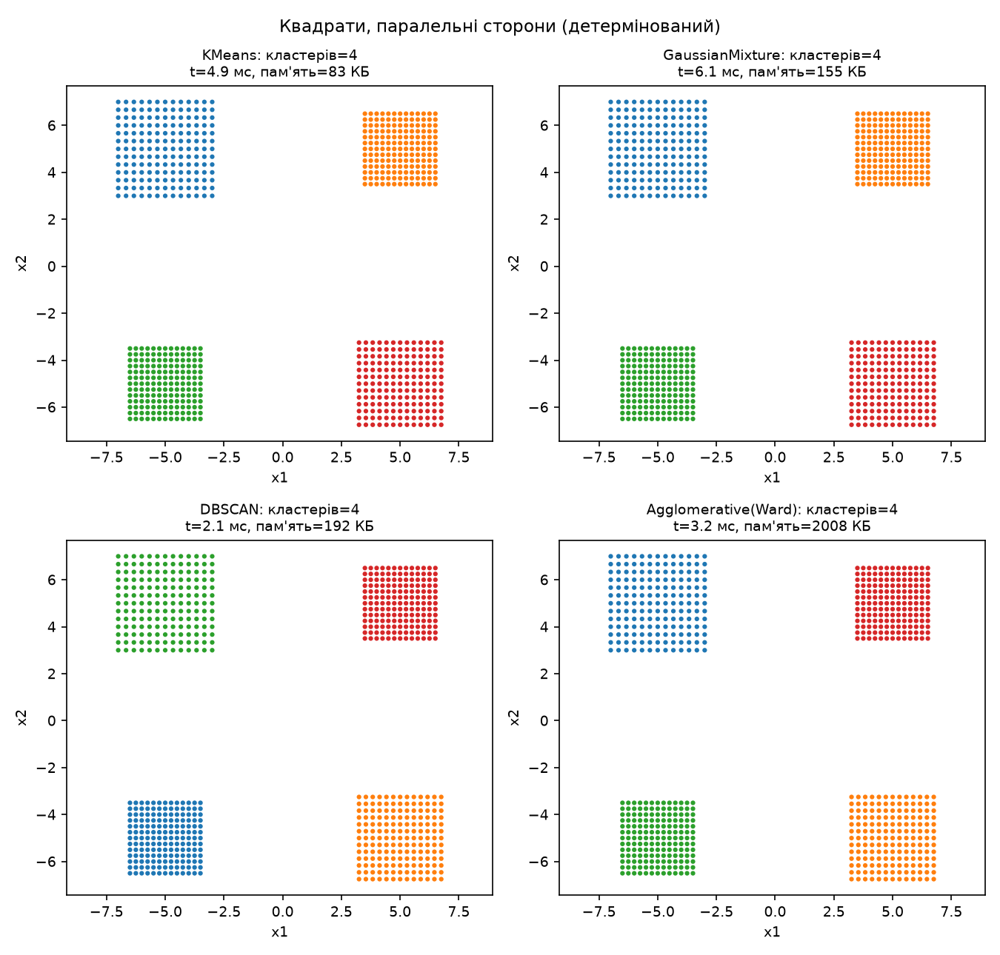 Квадрати, паралельні сторони (детермінований)
KMeans: кластерів=4
t=4.9 мс, пам'ять=83 КБ
6
4
2
0
−2
−4
−6
x2
−7.5 −5.0 −2.5 0.0 2.5 5.0 7.5
x1
GaussianMixture: кластерів=4
t=6.1 мс, пам'ять=155 КБ
6
4
2
0
−2
−4
−6
x2
−7.5 −5.0 −2.5 0.0 2.5 5.0 7.5
x1
DBSCAN: кластерів=4
t=2.1 мс, пам'ять=192 КБ
6
4
2
0
−2
−4
−6
x2
−7.5 −5.0 −2.5 0.0 2.5 5.0 7.5
x1
Agglomerative(Ward): кластерів=4
t=3.2 мс, пам'ять=2008 КБ
6
4
2
0
−2
−4
−6
x2
−7.5 −5.0 −2.5 0.0 2.5 5.0 7.5
x1